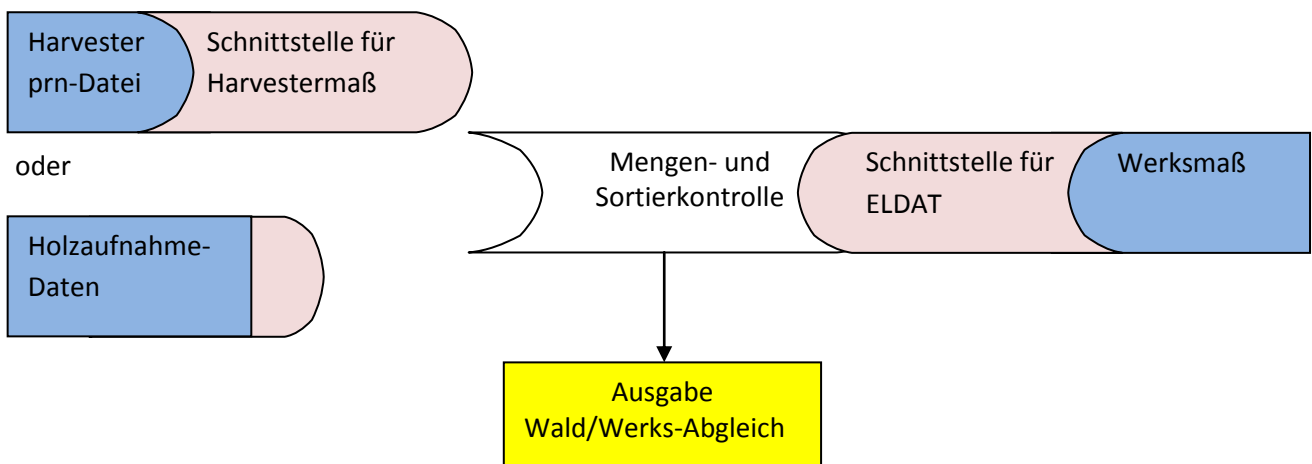 Harvester
prn-Datei
Schnittstelle für
Harvestermaß
oder
Mengen- und
Sortierkontrolle
Schnittstelle für
ELDAT
Werksmaß
Holzaufnahme-
Daten
Ausgabe
Wald/Werks-Abgleich